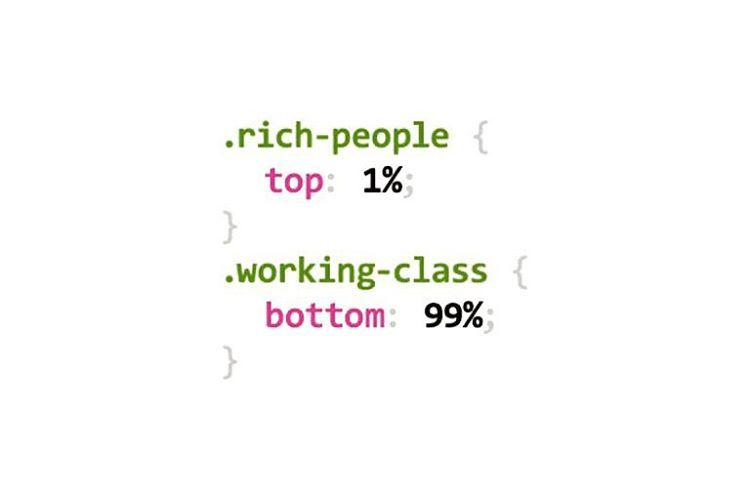 .rich-people {
  top: 1%;
}
.working-class {
  bottom: 99%;
}